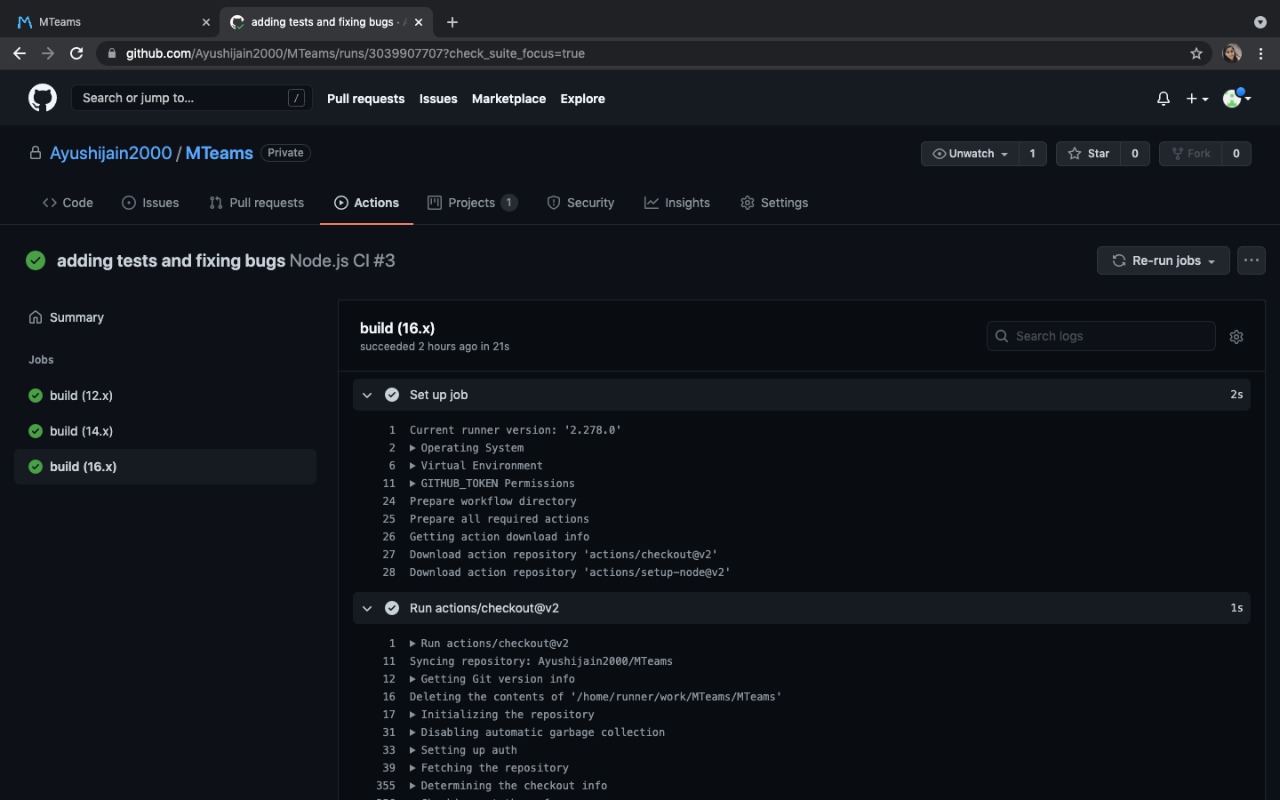 MTeams
adding tests and fixing bugs ·
github.com/Ayushijain2000/MTeams/runs/3039907707?check_suite_focus=true
Search or jump to... /
Pull requests Issues Marketplace Explore
Ayushijain2000 / MTeams Private
Unwatch 1 Star 0 Fork 0
Code Issues Pull requests Actions Projects 1 Security Insights Settings
adding tests and fixing bugs Node.js CI #3
Re-run jobs
Summary
Jobs
build (12.x)
build (14.x)
build (16.x)
build (16.x)
succeeded 2 hours ago in 21s
Search logs
Set up job 2s
1 Current runner version: '2.278.0'
2 Operating System
6 Virtual Environment
11 GITHUB_TOKEN Permissions
24 Prepare workflow directory
25 Prepare all required actions
26 Getting action download info
27 Download action repository 'actions/checkout@v2'
28 Download action repository 'actions/setup-node@v2'
Run actions/checkout@v2 1s
1 Run actions/checkout@v2
11 Syncing repository: Ayushijain2000/MTeams
12 Getting Git version info
16 Deleting the contents of '/home/runner/work/MTeams/MTeams'
17 Initializing the repository
31 Disabling automatic garbage collection
33 Setting up auth
39 Fetching the repository
355 Determining the checkout info